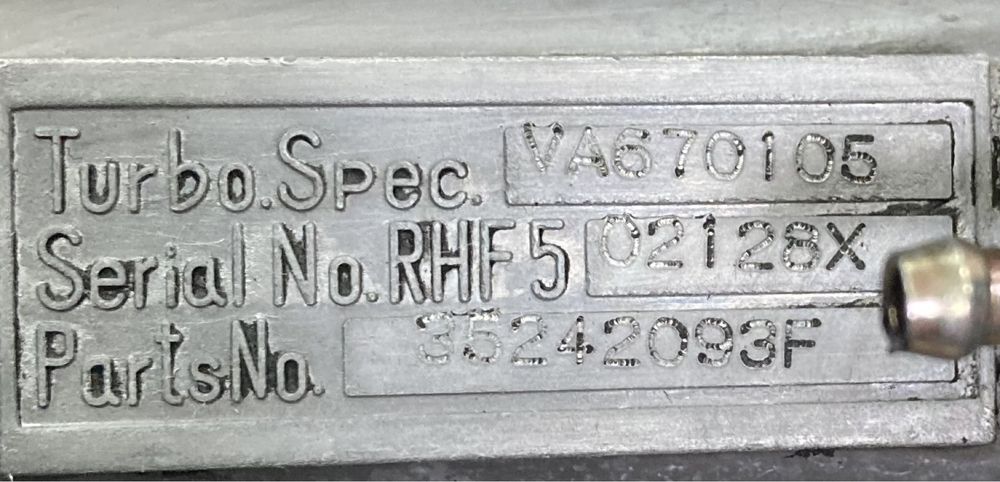 Turbo.Spec. VA670105
Serial No.RHF5 02128X
PartsNo. 35242093F